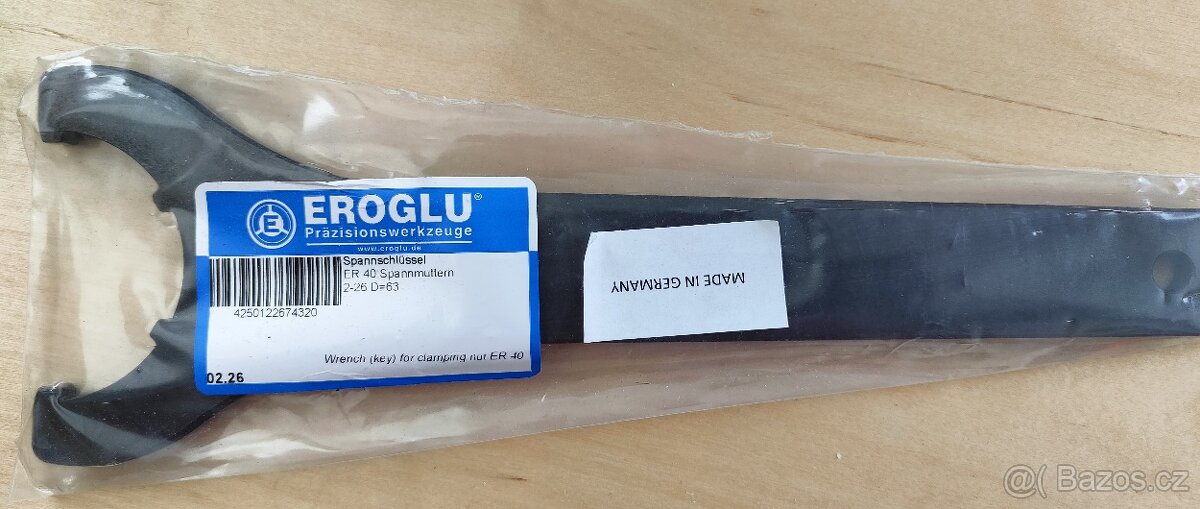 EROGLU®
Präzisionswerkzeuge
www.eroglu.de
Spannschlüssel
ER 40 Spannmuttern
2-26 D=63
4250122674320
Wrench (key) for clamping nut ER 40
02.26
MADE IN GERMANY
@( Bazos.cz